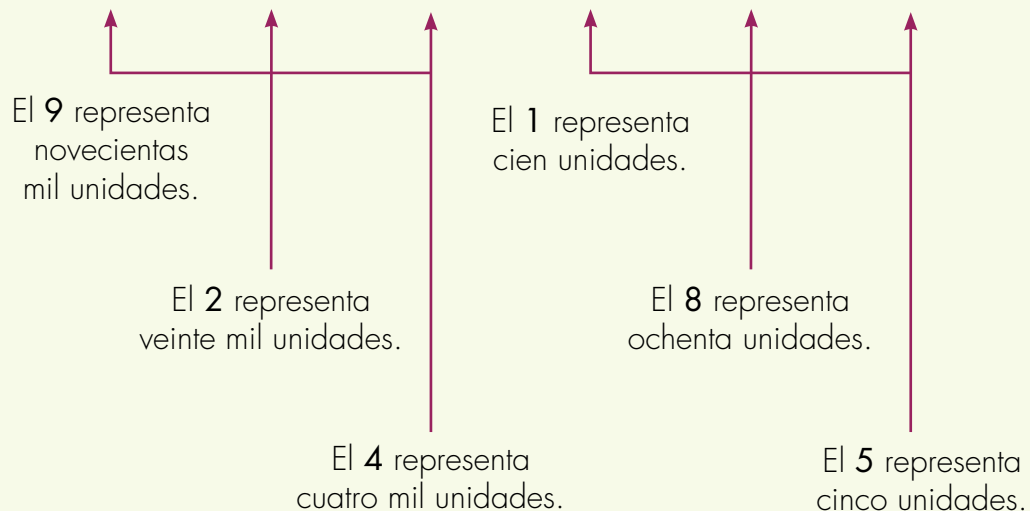 El 9 representa
novecientas
mil unidades.
El 1 representa
cien unidades.
El 2 representa
veinte mil unidades.
El 8 representa
ochenta unidades.
El 4 representa
cuatro mil unidades.
El 5 representa
cinco unidades.